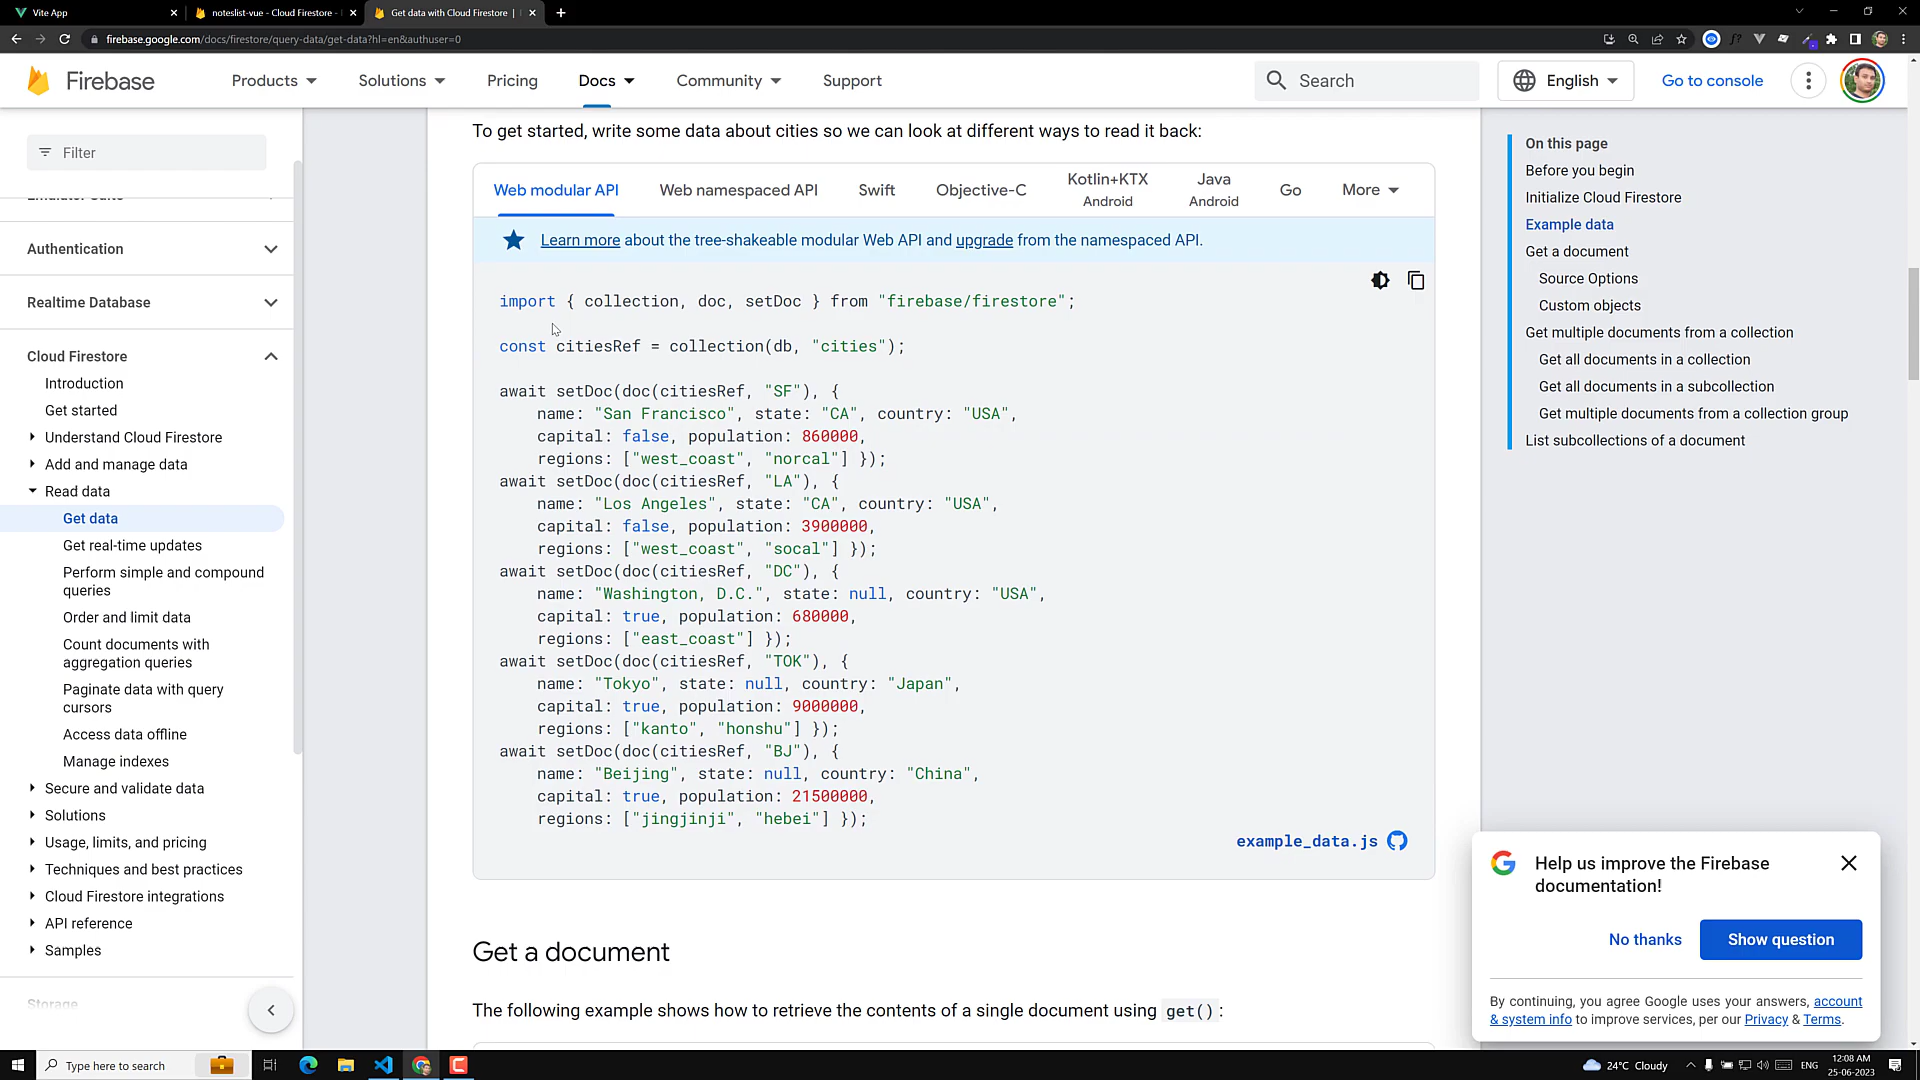 Vite App
noteslist-vue - Cloud Firestore -
Get data with Cloud Firestore |
firebase.google.com/docs/firestore/query-data/get-data?hl=en&authuser=0
Firebase
Products
Solutions
Pricing
Docs
Community
Support
Search
English
Go to console
Filter
Authentication
Realtime Database
Cloud Firestore
Introduction
Get started
Understand Cloud Firestore
Add and manage data
Read data
Get data
Get real-time updates
Perform simple and compound
queries
Order and limit data
Count documents with
aggregation queries
Paginate data with query
cursors
Access data offline
Manage indexes
Secure and validate data
Solutions
Usage, limits, and pricing
Techniques and best practices
Cloud Firestore integrations
API reference
Samples
Storage
To get started, write some data about cities so we can look at different ways to read it back:
Web modular API
Web namespaced API
Swift
Objective-C
Kotlin+KTX
Android
Java
Android
Go
More
Learn more about the tree-shakeable modular Web API and upgrade from the namespaced API.
import { collection, doc, setDoc } from "firebase/firestore";
const citiesRef = collection(db, "cities");
await setDoc(doc(citiesRef, "SF"), {
name: "San Francisco", state: "CA", country: "USA",
capital: false, population: 860000,
regions: ["west_coast", "norcal"] });
await setDoc(doc(citiesRef, "LA"), {
name: "Los Angeles", state: "CA", country: "USA",
capital: false, population: 3900000,
regions: ["west_coast", "socal"] });
await setDoc(doc(citiesRef, "DC"), {
name: "Washington, D.C.", state: null, country: "USA",
capital: true, population: 680000,
regions: ["east_coast"] });
await setDoc(doc(citiesRef, "TOK"), {
name: "Tokyo", state: null, country: "Japan",
capital: true, population: 9000000,
regions: ["kanto", "honshu"] });
await setDoc(doc(citiesRef, "BJ"), {
name: "Beijing", state: null, country: "China",
capital: true, population: 21500000,
regions: ["jingjinji", "hebei"] });
example_data.js
Get a document
The following example shows how to retrieve the contents of a single document using get():
On this page
Before you begin
Initialize Cloud Firestore
Example data
Get a document
Source Options
Custom objects
Get multiple documents from a collection
Get all documents in a collection
Get all documents in a subcollection
Get multiple documents from a collection group
List subcollections of a document
Help us improve the Firebase
documentation!
No thanks
Show question
By continuing, you agree Google uses your answers, account
& system info to improve services, per our Privacy & Terms.
Type here to search
24°C Cloudy
ENG
12:08 AM
25-06-2023